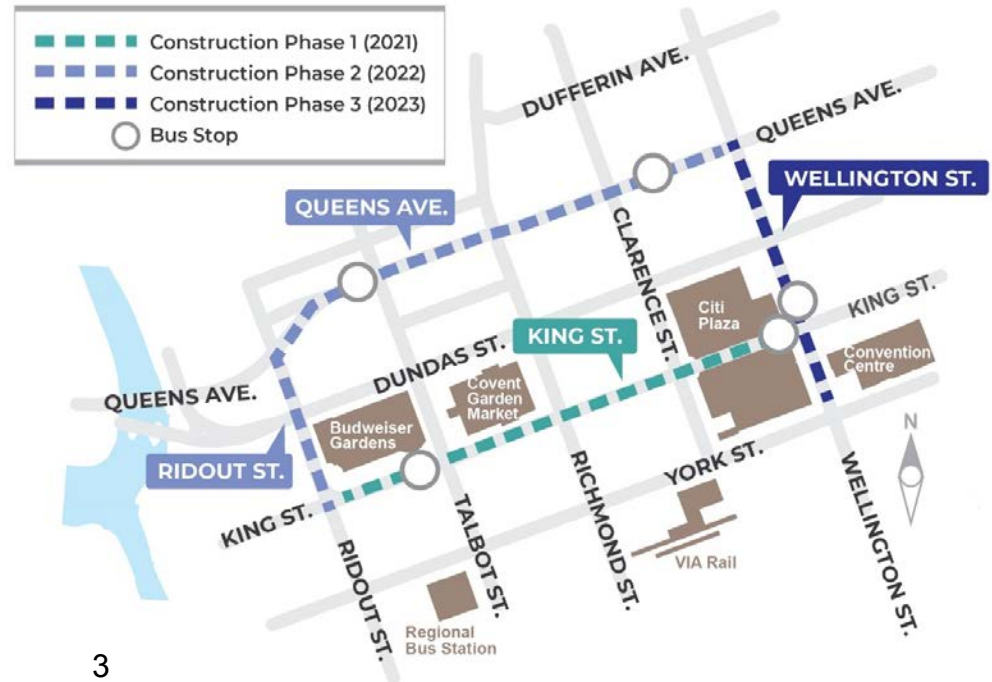 Construction Phase 1 (2021)
Construction Phase 2 (2022)
Construction Phase 3 (2023)
Bus Stop
DUFFERIN AVE.
QUEENS AVE.
WELLINGTON ST.
QUEENS AVE.
CLARENCE ST.
Citi
Plaza
KING ST.
KING ST.
Convention
Centre
DUNDAS ST.
Covent
Garden
Market
QUEENS AVE.
Budweiser
Gardens
RIDOUT ST.
YORK ST.
N
KING ST.
RIDOUT ST.
TALBOT ST.
RICHMOND ST.
WELLINGTON ST.
VIA Rail
Regional
Bus Station
3